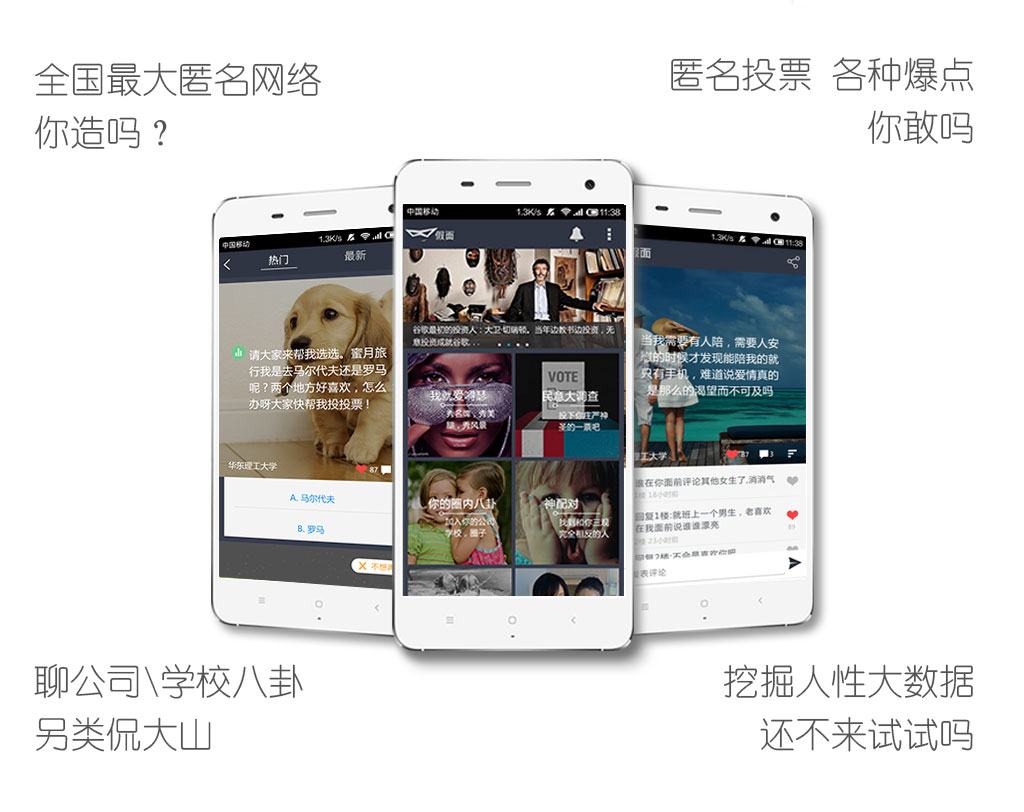 全国最大匿名网络
你造吗？
匿名投票 各种爆点
你敢吗
中国移动
1.3K/s
热门
最新
请大家来帮我选选。蜜月旅
行我是去马尔代夫还是罗马
呢？两个地方好喜欢，怎么
办呀大家快帮我投投票！
华东理工大学
87
A. 马尔代夫
B. 罗马
不想再
中国移动
1.3K/s
11:38
假面
谷歌最初的投资人：大卫·切瑞顿。当年边教书边投资，无
意投资成就谷歌...
我就爱嘚瑟
秀名牌，秀美
腿，秀风景
VOTE
民意大调查
投下你庄严神
圣的一票吧
你的圈内八卦
加入你的公司
学校，圈子
神配对
找到和你三观
完全相反的人
1.3K/s
11:38
假面
当我需要有人陪，需要人安
慰的时候才发现能陪我的就
只有手机，难道说爱情真的
是那么的渴望而不可及吗
理工大学
87
3
谁在你面前评论其他女生了.消消气
1楼 18小时前
回复1楼:就班上一个男生，老喜欢
在我面前说谁谁漂亮
2楼 23小时前
89
回复2楼:不会是喜欢你吧
发表评论
聊公司\学校八卦
另类侃大山
挖掘人性大数据
还不来试试吗